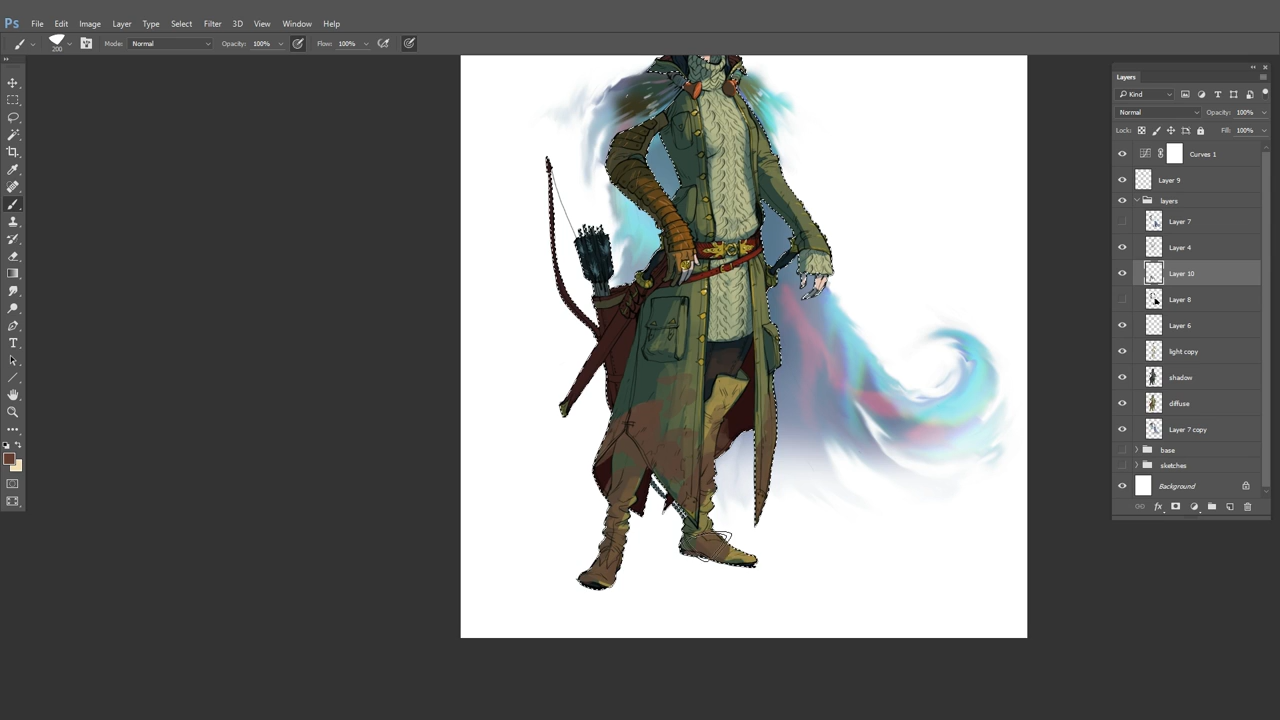 Ps File Edit Image Layer Type Select Filter 3D View Window Help
200 Mode: Normal Opacity: 100% Flow: 100%
Layers
Kind
Normal Opacity: 100%
Lock: Fill: 100%
Curves 1
Layer 9
layers
Layer 7
Layer 4
Layer 10
Layer 8
Layer 6
light copy
shadow
diffuse
Layer 7 copy
base
sketches
Background
fx